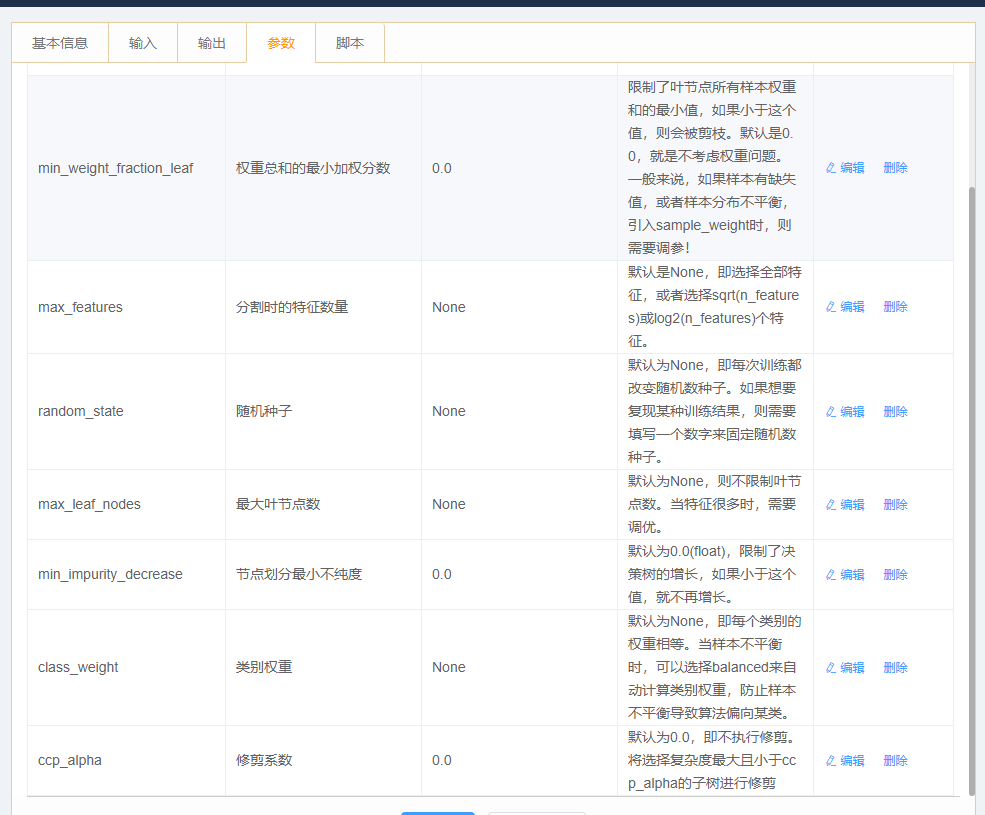 基本信息 输入 输出 参数 脚本
min_weight_fraction_leaf 权重总和的最小加权分数 0.0 限制了叶节点所有样本权重
和的最小值，如果小于这个
值，则会被剪枝。默认是0.
0，就是不考虑权重问题。
一般来说，如果样本有缺失
值，或者样本分布不平衡，
引入sample_weight时，则
需要调参！
编辑 删除
max_features 分割时的特征数量 None 默认是None，即选择全部特
征，或者选择sqrt(n_feature
s)或log2(n_features)个特
征。
编辑 删除
random_state 随机种子 None 默认为None，即每次训练都
改变随机数种子。如果想要
复现某种训练结果，则需要
填写一个数字来固定随机数
种子。
编辑 删除
max_leaf_nodes 最大叶节点数 None 默认为None，则不限制叶节
点数。当特征很多时，需要
调优。
编辑 删除
min_impurity_decrease 节点划分最小不纯度 0.0 默认为0.0(float)，限制了决
策树的增长，如果小于这个
值，就不再增长。
编辑 删除
class_weight 类别权重 None 默认为None，即每个类别的
权重相等。当样本不平衡
时，可以选择balanced来自
动计算类别权重，防止样本
不平衡导致算法偏向某类。
编辑 删除
ccp_alpha 修剪系数 0.0 默认为0.0，即不执行修剪。
将选择复杂度最大且小于cc
p_alpha的子树进行修剪
编辑 删除